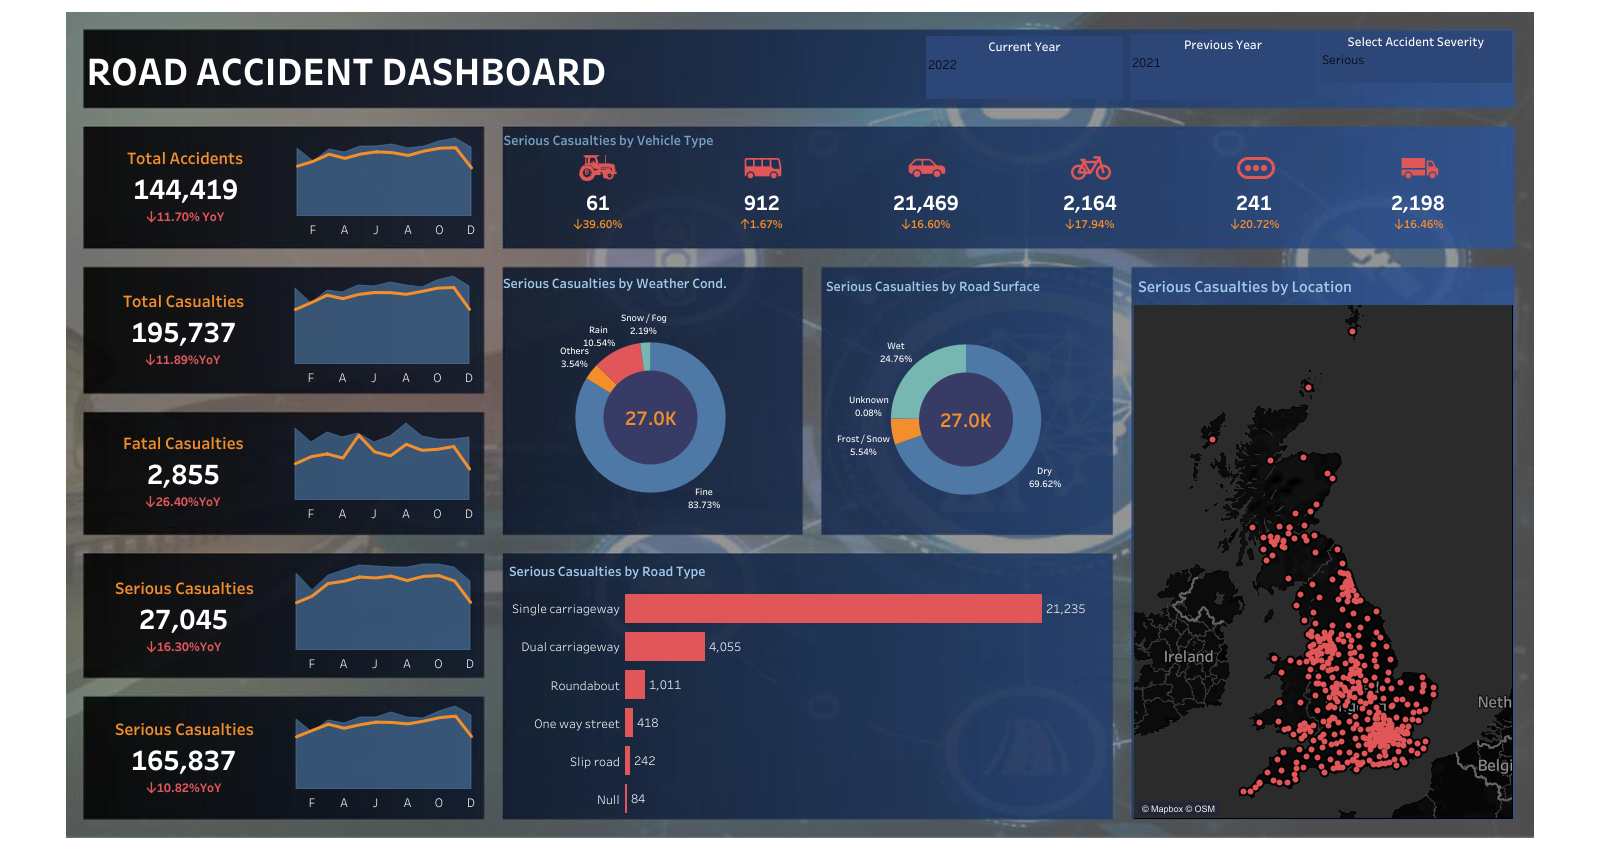 ROAD ACCIDENT DASHBOARD
Current Year
2022
Previous Year
2021
Select Accident Severity
Serious
Total Accidents
144,419
↓11.70% YoY
F A J A O D
Serious Casualties by Vehicle Type
61
↓39.60%
912
↑1.67%
21,469
↓16.60%
2,164
↓17.94%
241
↓20.72%
2,198
↓16.46%
Total Casualties
195,737
↓11.89%YoY
F A J A O D
Fatal Casualties
2,855
↓26.40%YoY
F A J A O D
Serious Casualties
27,045
↓16.30%YoY
F A J A O D
Serious Casualties
165,837
↓10.82%YoY
F A J A O D
Serious Casualties by Weather Cond.
Snow / Fog
2.19%
Rain
10.54%
Others
3.54%
27.0K
Fine
83.73%
Serious Casualties by Road Surface
Wet
24.76%
Unknown
0.08%
Frost / Snow
5.54%
27.0K
Dry
69.62%
Serious Casualties by Road Type
Single carriageway 21,235
Dual carriageway 4,055
Roundabout 1,011
One way street 418
Slip road 242
Null 84
Serious Casualties by Location
Ireland
Neth
Belgi
© Mapbox © OSM